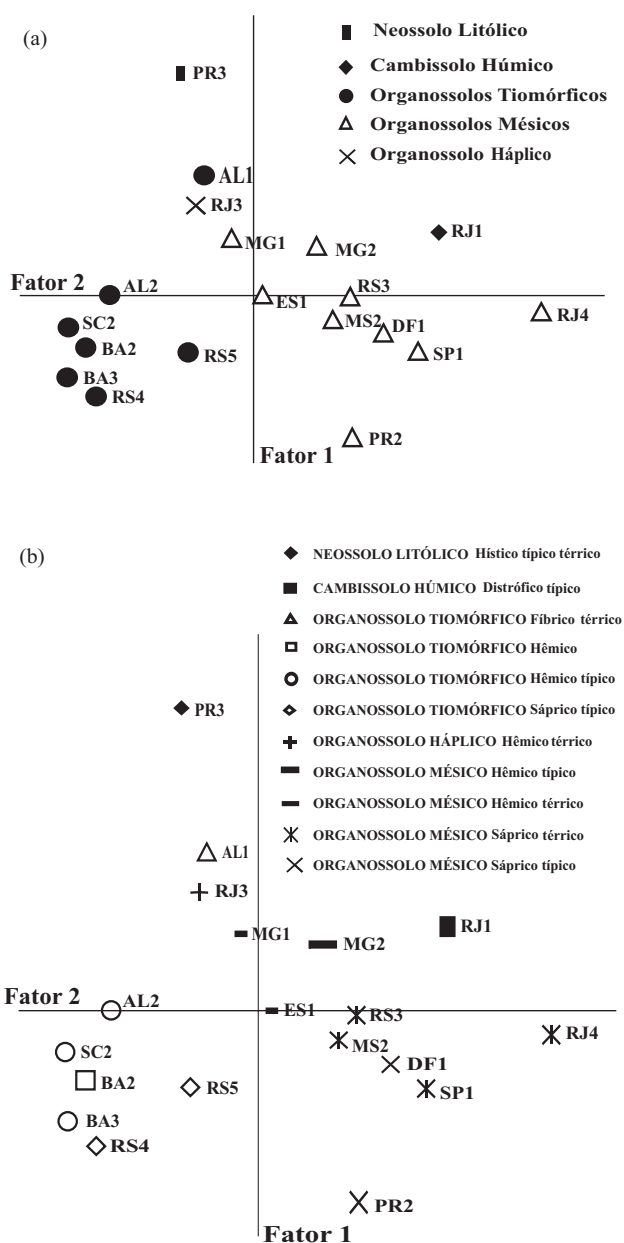 (a)
Neossolo Litólico
Cambissolo Húmico
Organossolos Tiomórficos
Organossolos Mésicos
Organossolo Háplico
PR3
AL1
RJ3
MG1
MG2
RJ1
Fator 2
AL2
ES1
RS3
RJ4
SC2
MS2
DF1
BA2
RS5
SP1
BA3
RS4
PR2
Fator 1
(b)
NEOSSOLO LITÓLICO Hístico típico térrico
CAMBISSOLO HÚMICO Distrófico típico
ORGANOSSOLO TIOMÓRFICO Fíbrico térrico
ORGANOSSOLO TIOMÓRFICO Hêmico
ORGANOSSOLO TIOMÓRFICO Hêmico típico
ORGANOSSOLO TIOMÓRFICO Sáprico típico
ORGANOSSOLO HÁPLICO Hêmico térrico
ORGANOSSOLO MÉSICO Hêmico típico
ORGANOSSOLO MÉSICO Hêmico térrico
ORGANOSSOLO MÉSICO Sáprico térrico
ORGANOSSOLO MÉSICO Sáprico típico
PR3
AL1
RJ3
MG1
MG2
RJ1
Fator 2
AL2
ES1
RS3
RJ4
SC2
MS2
DF1
BA2
RS5
SP1
BA3
RS4
PR2
Fator 1